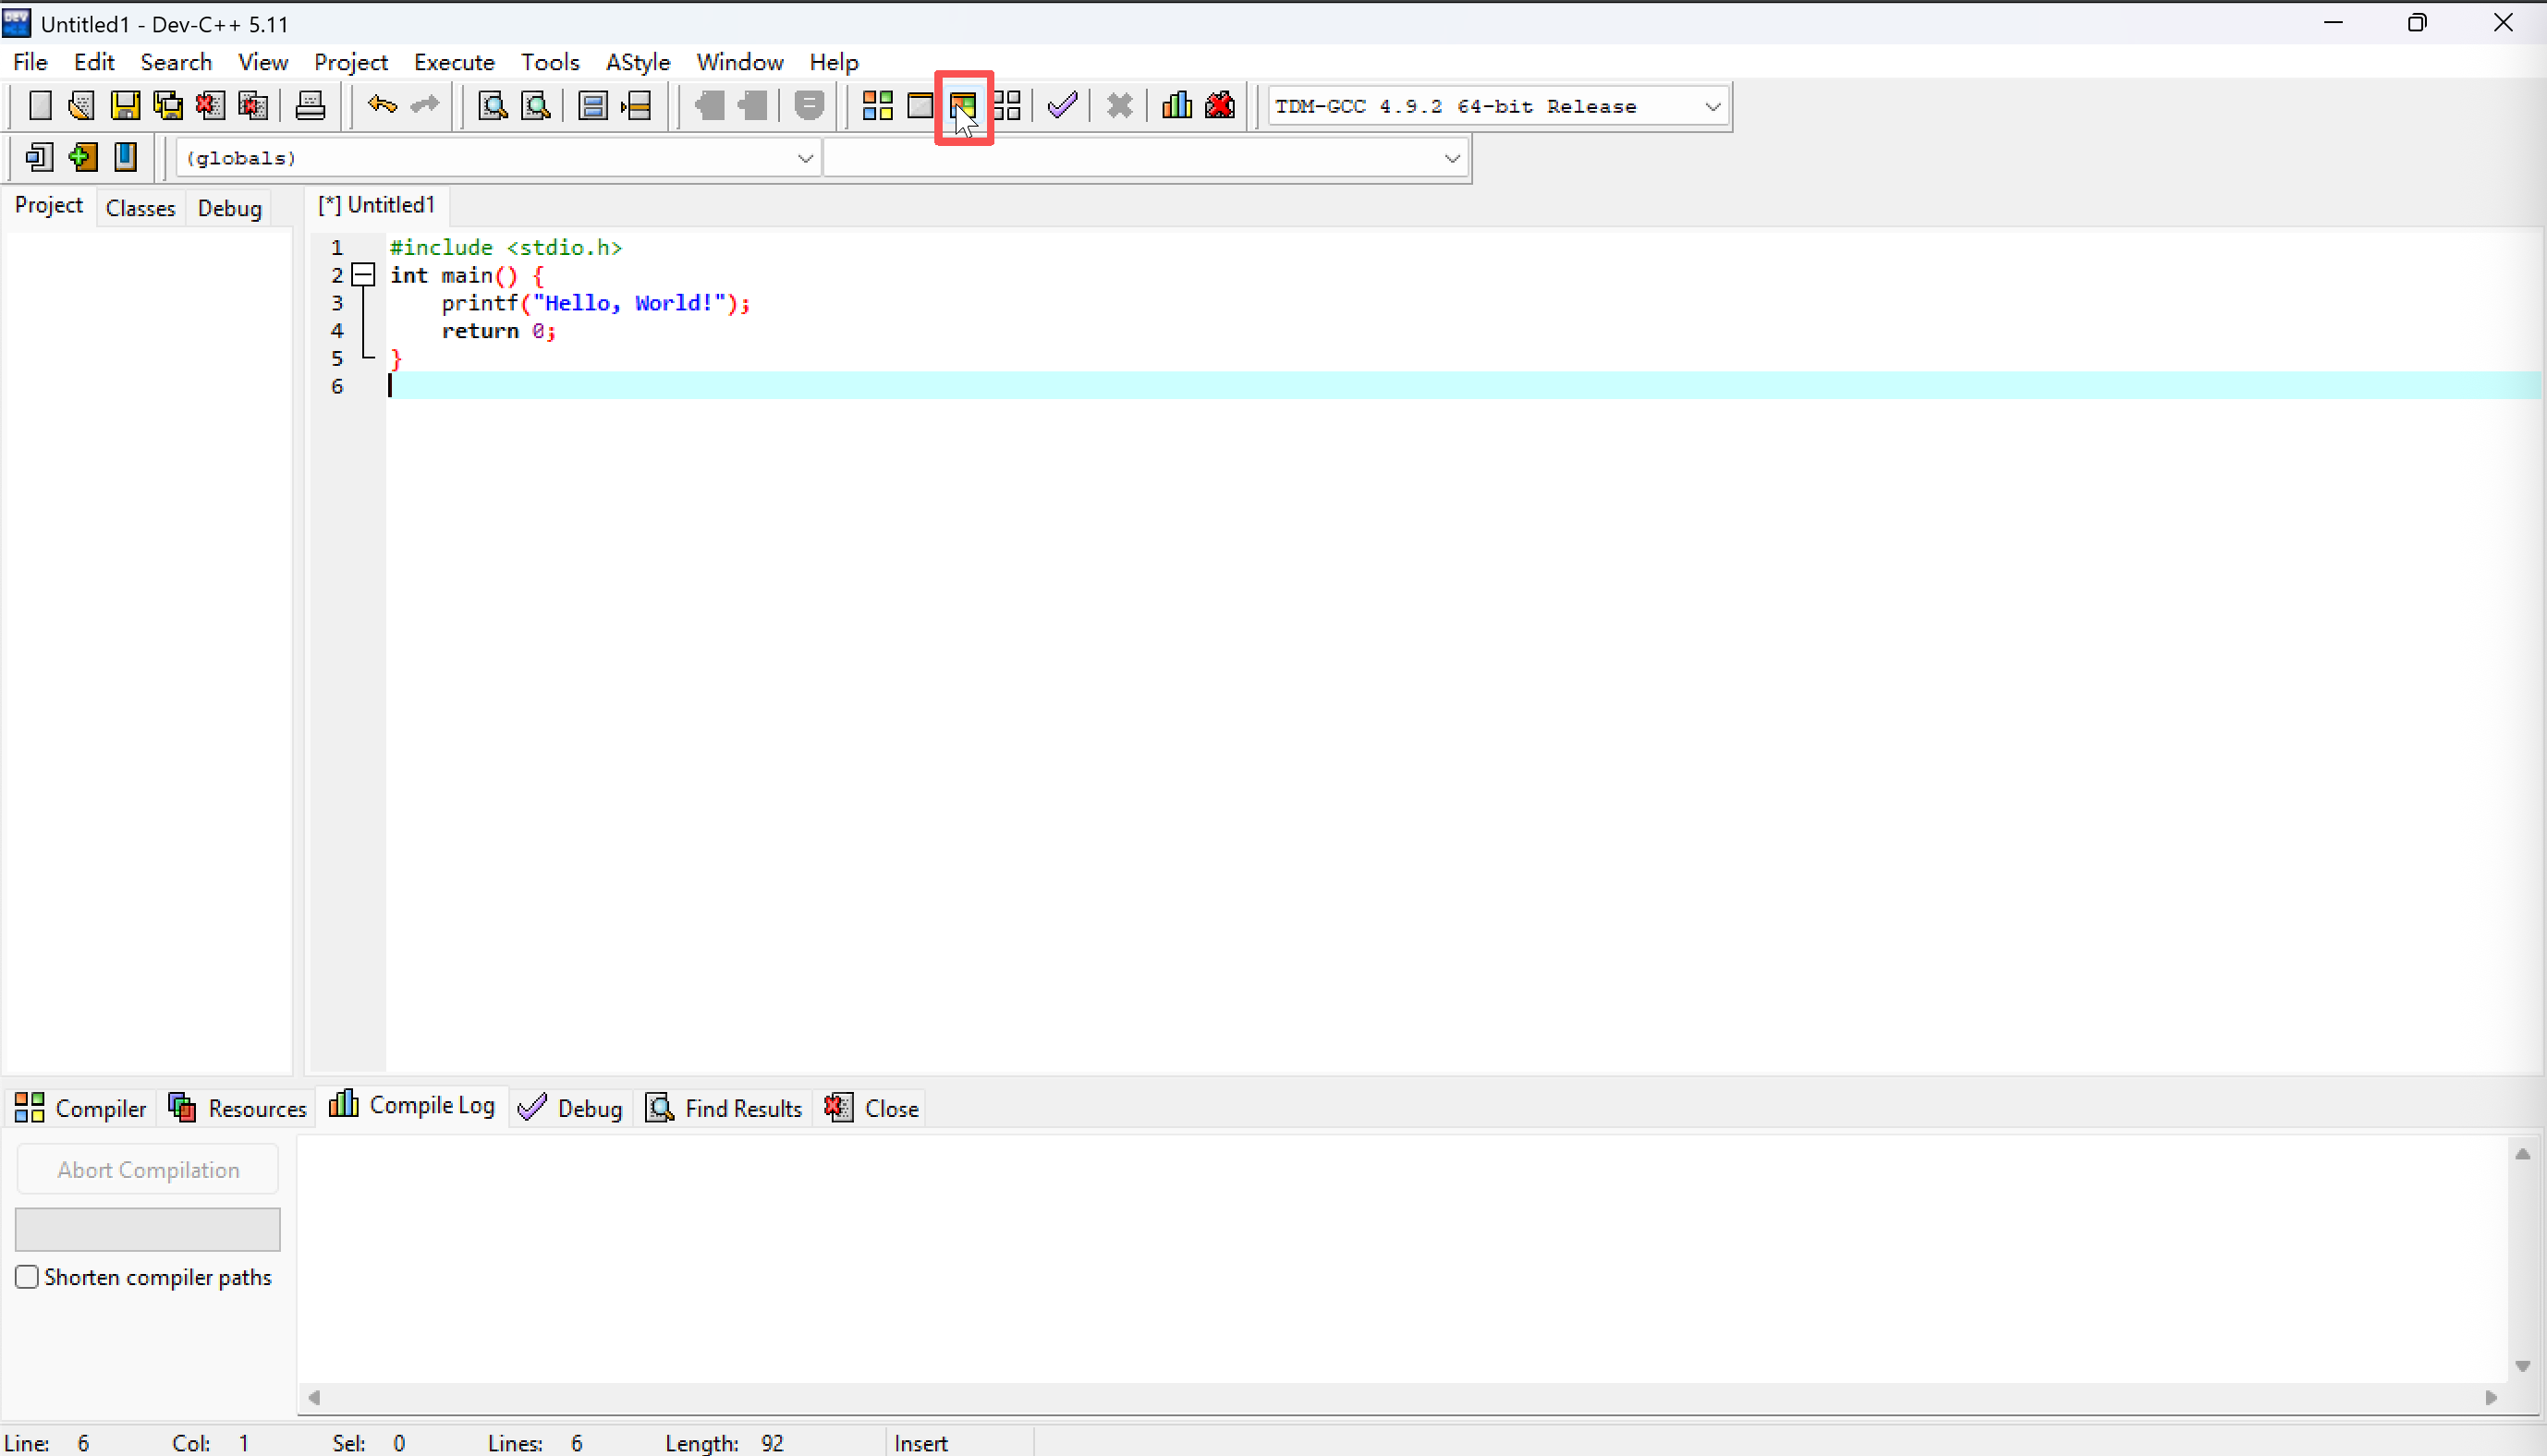 DEV
Untitled1 - Dev-C++ 5.11
File Edit Search View Project Execute Tools AStyle Window Help
TDM-GCC 4.9.2 64-bit Release
(globals)
Project Classes Debug
[*] Untitled1
1 #include <stdio.h>
2 int main() {
3 printf("Hello, World!");
4 return 0;
5 }
6
Compiler Resources Compile Log Debug Find Results Close
Abort Compilation
Shorten compiler paths
Line: 6 Col: 1 Sel: 0 Lines: 6 Length: 92 Insert